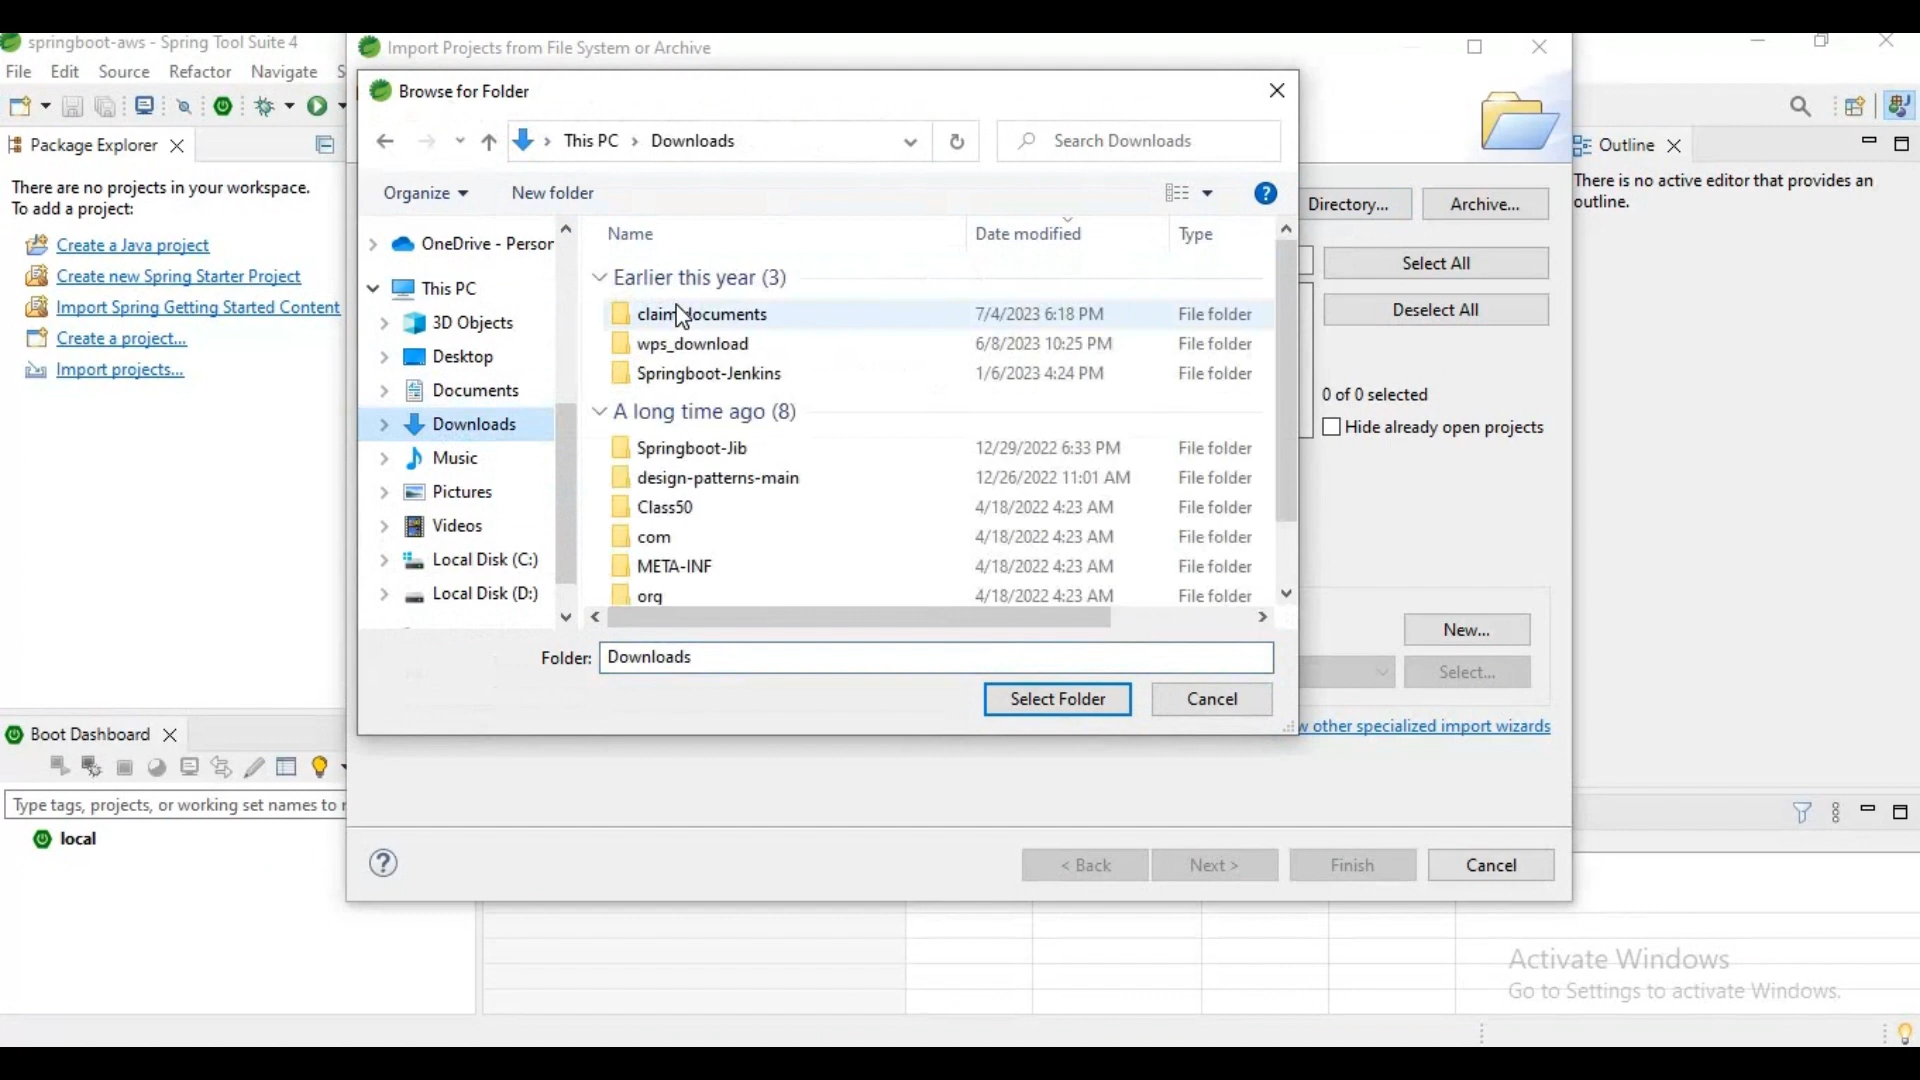 springboot-aws - Spring Tool Suite 4
File Edit Source Refactor Navigate S
Package Explorer
There are no projects in your workspace.
To add a project:
Create a Java project
Create new Spring Starter Project
Import Spring Getting Started Content
Create a project...
Import projects...
Boot Dashboard
Type tags, projects, or working set names to
local
Import Projects from File System or Archive
Browse for Folder
This PC > Downloads
Search Downloads
Organize
New folder
OneDrive - Person
This PC
3D Objects
Desktop
Documents
Downloads
Music
Pictures
Videos
Local Disk (C:)
Local Disk (D:)
Name Date modified Type
Earlier this year (3)
7/4/2023 6:18 PM File folder
wps_download 6/8/2023 10:25 PM File folder
Springboot-Jenkins 1/6/2023 4:24 PM File folder
A long time ago (8)
Springboot-Jib 12/29/2022 6:33 PM File folder
design-patterns-main 12/26/2022 11:01 AM File folder
Class50 4/18/2022 4:23 AM File folder
com 4/18/2022 4:23 AM File folder
META-INF 4/18/2022 4:23 AM File folder
org 4/18/2022 4:23 AM File folder
Folder: Downloads
Select Folder Cancel
Directory... Archive...
Select All
Deselect All
0 of 0 selected
Hide already open projects
New...
Select...
w other specialized import wizards
< Back Next > Finish Cancel
Outline
There is no active editor that provides an
outline.
Activate Windows
Go to Settings to activate Windows.